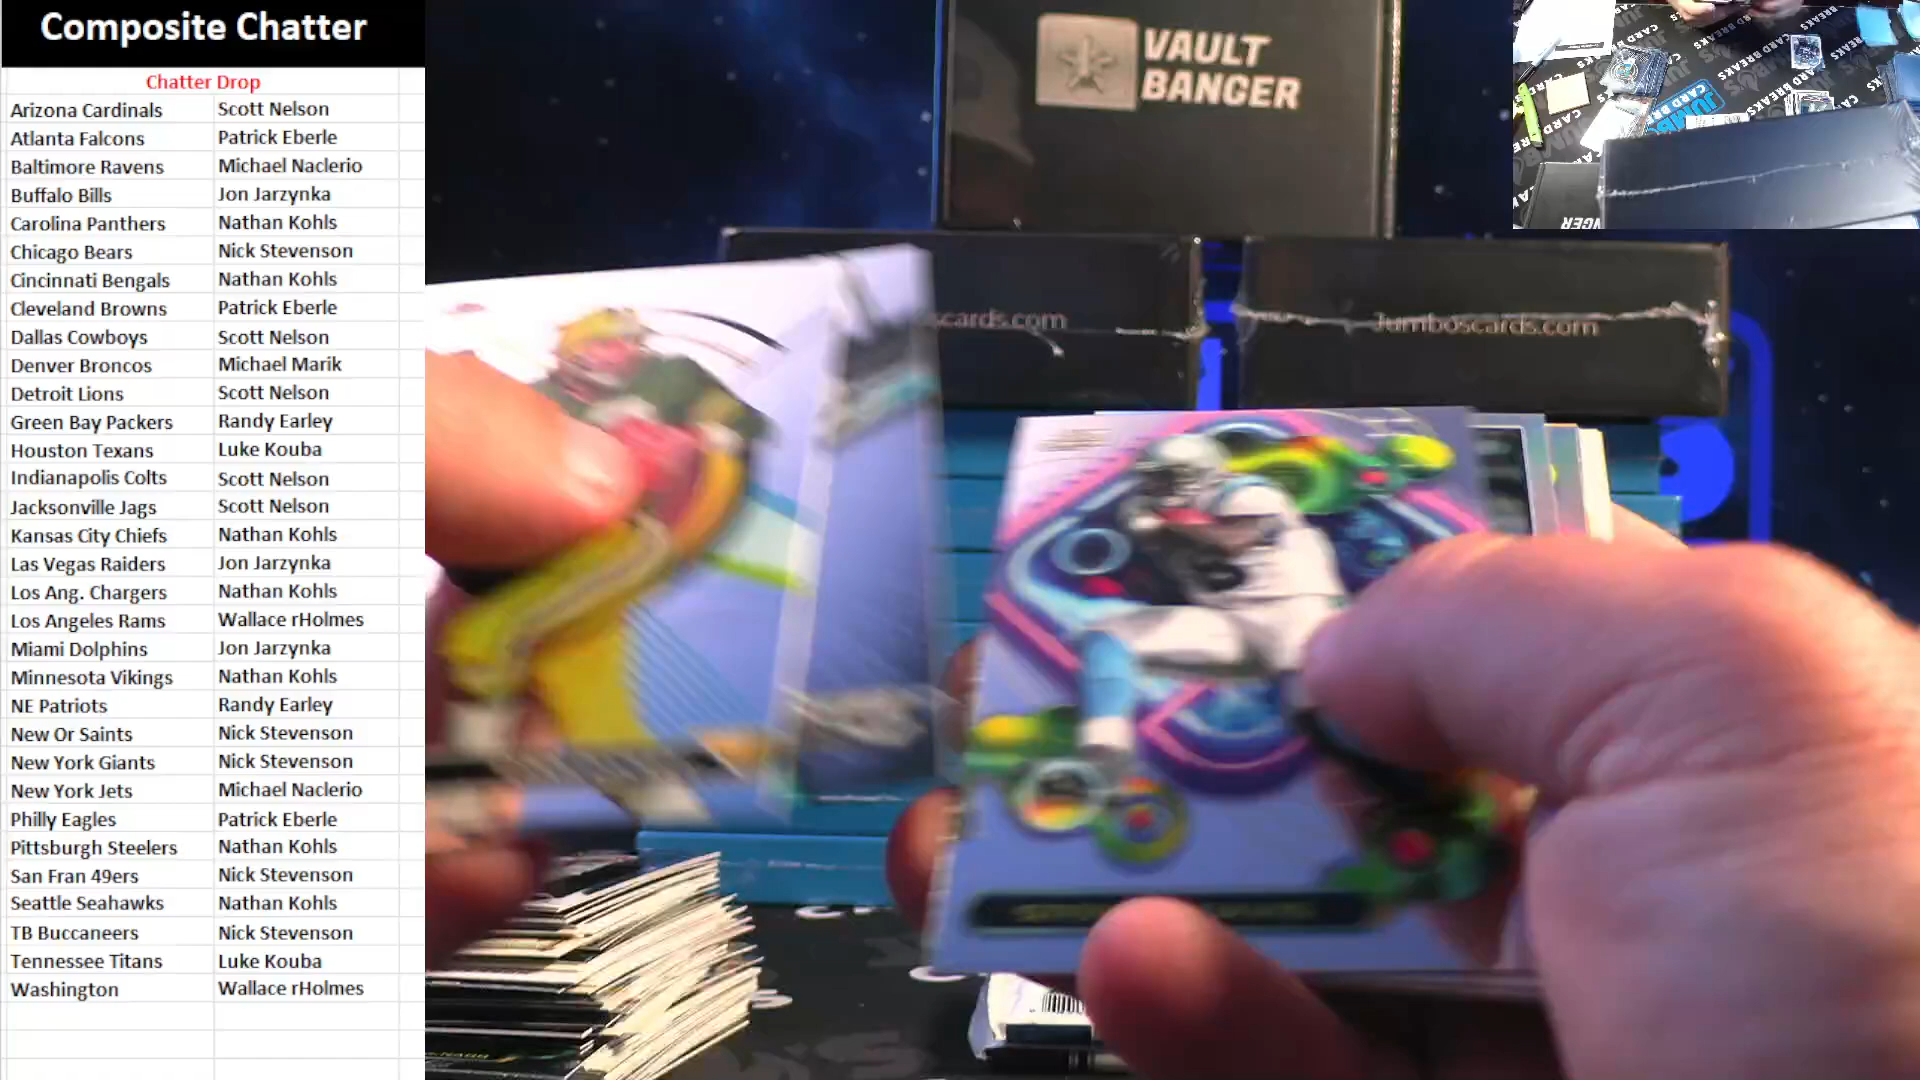 Composite Chatter
Chatter Drop
Arizona Cardinals Scott Nelson
Atlanta Falcons Patrick Eberle
Baltimore Ravens Michael Naclerio
Buffalo Bills Jon Jarzynka
Carolina Panthers Nathan Kohls
Chicago Bears Nick Stevenson
Cincinnati Bengals Nathan Kohls
Cleveland Browns Patrick Eberle
Dallas Cowboys Scott Nelson
Denver Broncos Michael Marik
Detroit Lions Scott Nelson
Green Bay Packers Randy Earley
Houston Texans Luke Kouba
Indianapolis Colts Scott Nelson
Jacksonville Jags Scott Nelson
Kansas City Chiefs Nathan Kohls
Las Vegas Raiders Jon Jarzynka
Los Ang. Chargers Nathan Kohls
Los Angeles Rams Wallace rHolmes
Miami Dolphins Jon Jarzynka
Minnesota Vikings Nathan Kohls
NE Patriots Randy Earley
New Or Saints Nick Stevenson
New York Giants Nick Stevenson
New York Jets Michael Naclerio
Philly Eagles Patrick Eberle
Pittsburgh Steelers Nathan Kohls
San Fran 49ers Nick Stevenson
Seattle Seahawks Nathan Kohls
TB Buccaneers Nick Stevenson
Tennessee Titans Luke Kouba
Washington Wallace rHolmes
VAULT
BANGER
scards.com
Jumboscards.com
JUMBO
CARD BREAKS
CARD BREAKS